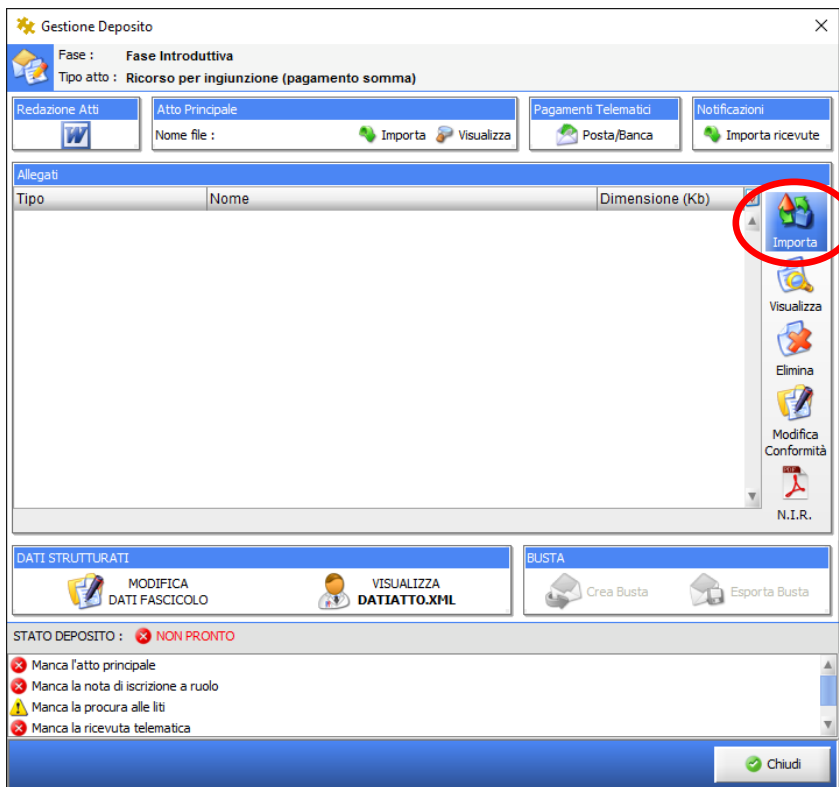 Gestione Deposito
Fase : Fase Introduttiva
Tipo atto : Ricorso per ingiunzione (pagamento somma)
Redazione Atti
W
Atto Principale
Nome file : Importa Visualizza
Pagamenti Telematici
Posta/Banca
Notificazioni
Importa ricevute
Allegati
Tipo Nome Dimensione (Kb)
Importa
Visualizza
Elimina
Modifica
Conformità
PDF
N.I.R.
DATI STRUTTURATI
MODIFICA
DATI FASCICOLO
VISUALIZZA
DATIATTO.XML
BUSTA
Crea Busta Esporta Busta
STATO DEPOSITO : NON PRONTO
Manca l'atto principale
Manca la nota di iscrizione a ruolo
Manca la procura alle liti
Manca la ricevuta telematica
Chiudi